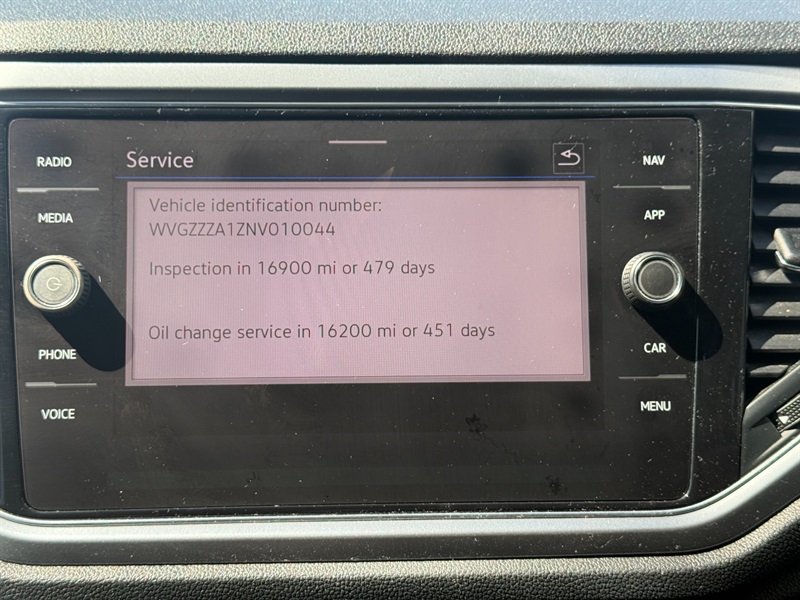 Service
RADIO
MEDIA
PHONE
VOICE
Vehicle identification number:
WVGZZZA1ZNV010044
Inspection in 16900 mi or 479 days
Oil change service in 16200 mi or 451 days
NAV
APP
CAR
MENU